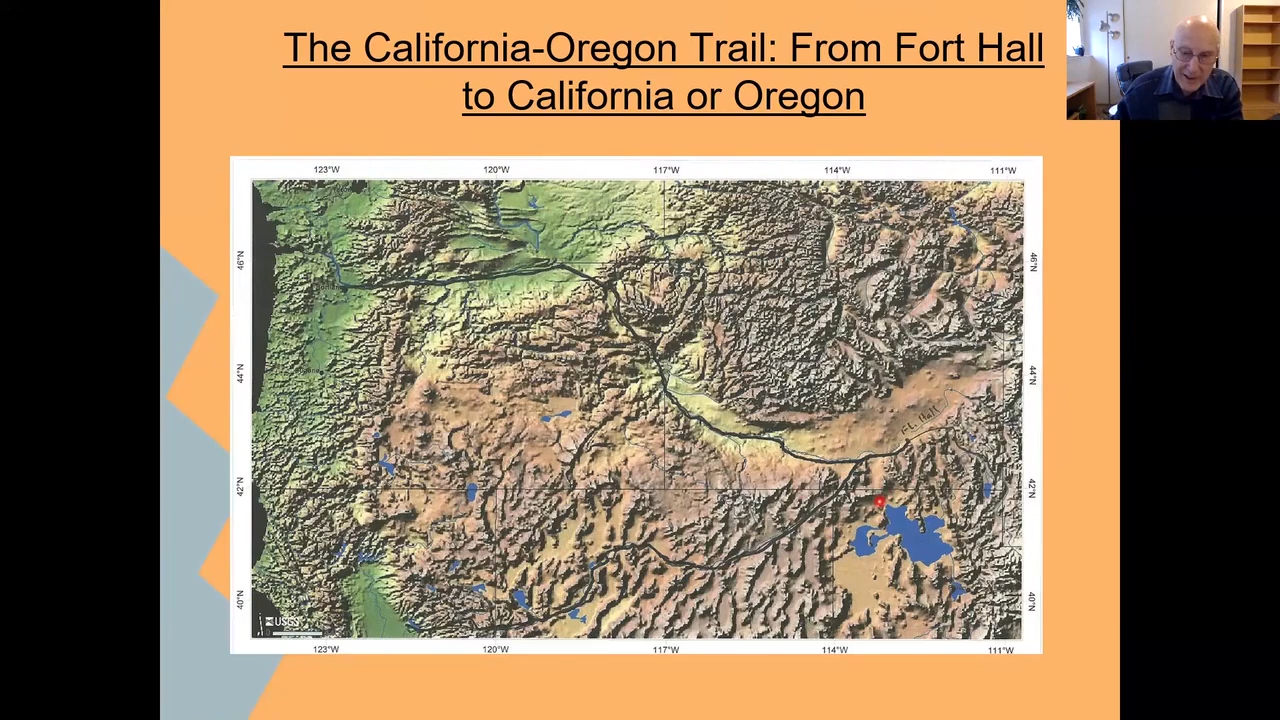 The California-Oregon Trail: From Fort Hall
to California or Oregon
123°W 120°W 117°W 114°W 111°W
46°N 46°N
44°N 44°N
Ft. Hall
42°N 42°N
40°N 40°N
USGS
123°W 120°W 117°W 114°W 111°W